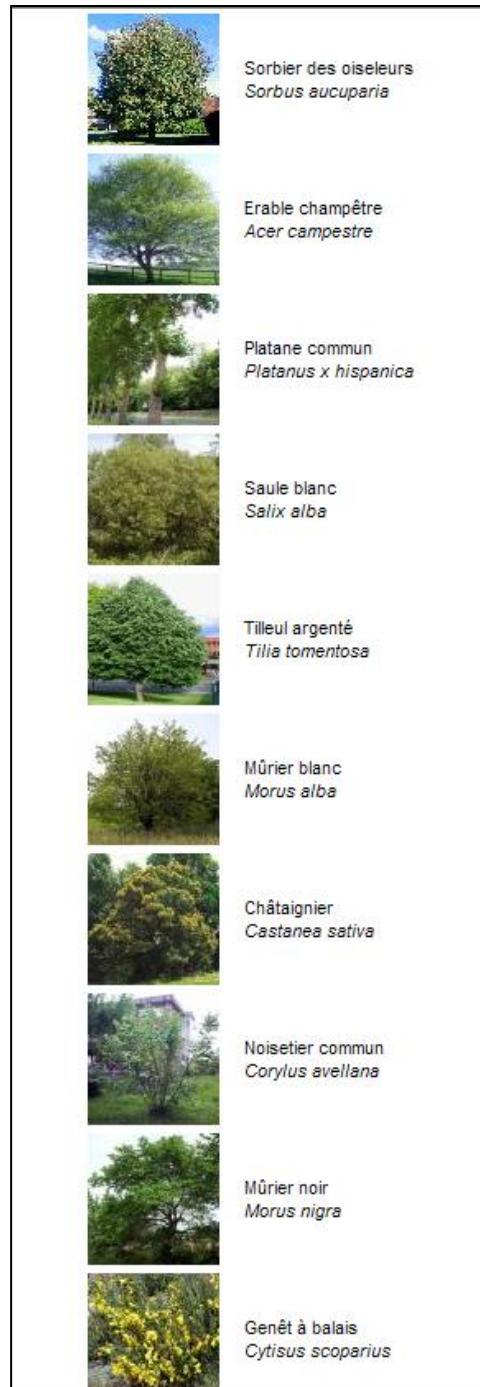 Sorbier des oiseleurs
Sorbus aucuparia
Erable champêtre
Acer campestre
Platane commun
Platanus x hispanica
Saule blanc
Salix alba
Tilleul argenté
Tilia tomentosa
Mûrier blanc
Morus alba
Châtaignier
Castanea sativa
Noisetier commun
Corylus avellana
Mûrier noir
Morus nigra
Genêt à balais
Cytisus scoparius